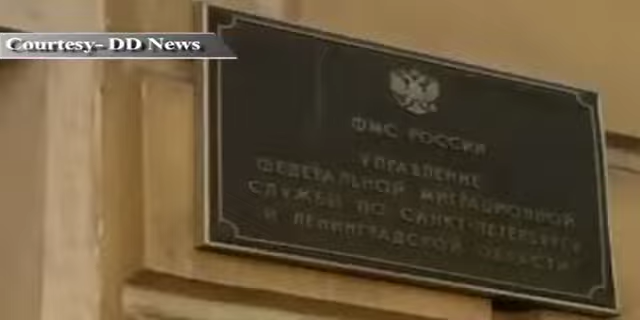 Courtesy- DD News
ФМС РОССИИ
УПРАВЛЕНИЕ
ФЕДЕРАЛЬНОЙ МИГРАЦИОННОЙ
СЛУЖБЫ ПО САНКТ-ПЕТЕРБУРГУ
И ЛЕНИНГРАДСКОЙ ОБЛАСТИ